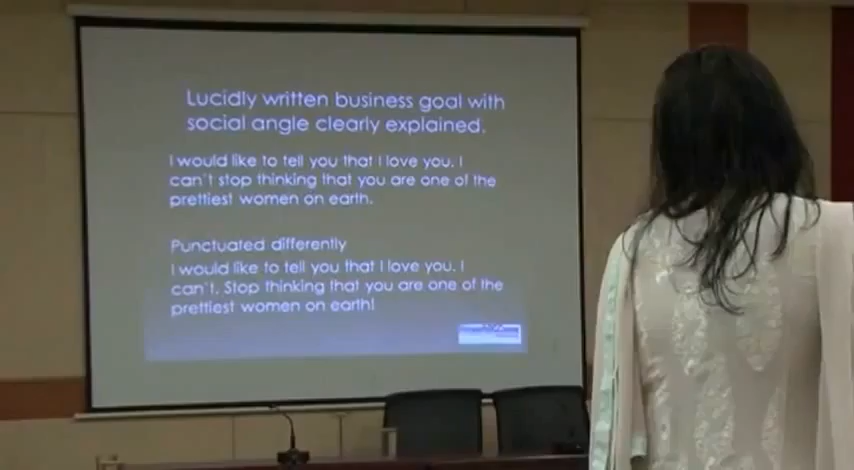 Lucidly written business goal with
social angle clearly explained.
I would like to tell you that I love you. I
can't stop thinking that you are one of the
prettiest women on earth.
Punctuated differently
I would like to tell you that I love you. I
can't. Stop thinking that you are one of the
prettiest women on earth!